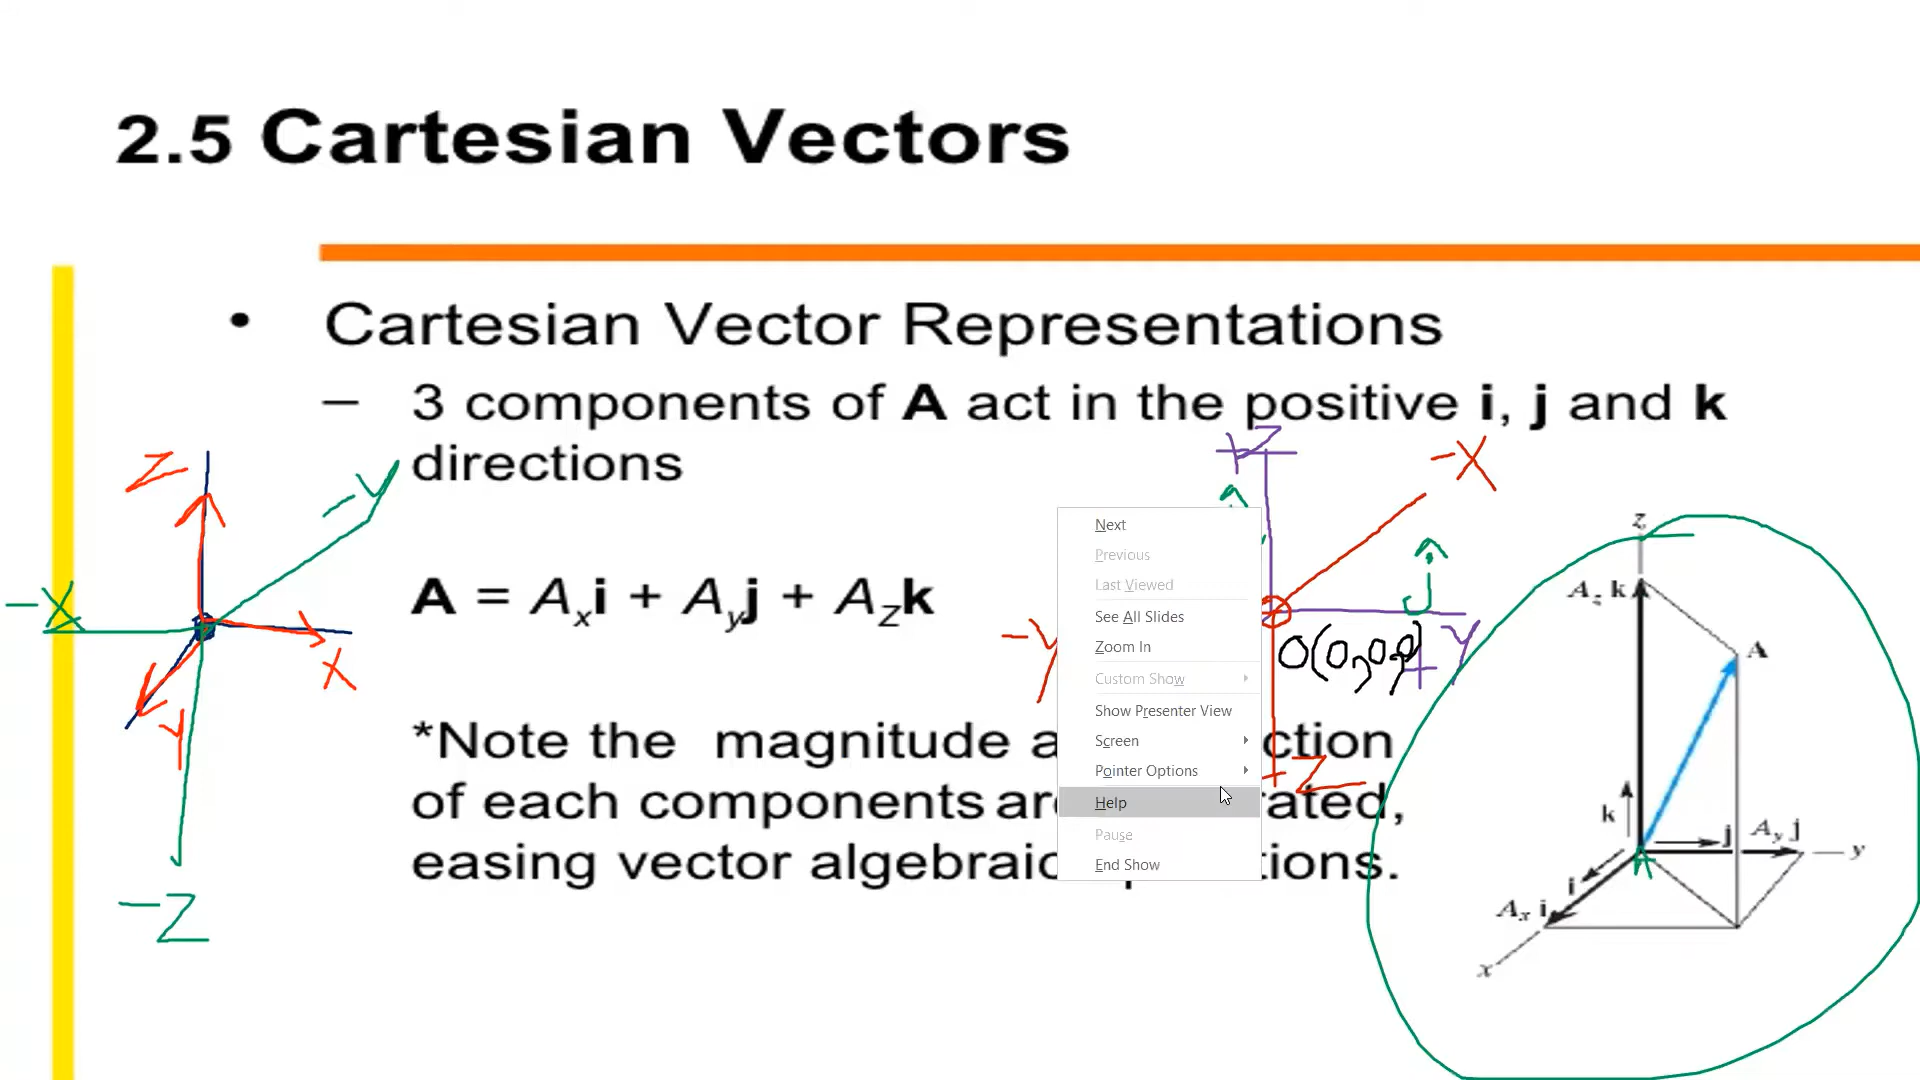 2.5 Cartesian Vectors
• Cartesian Vector Representations
– 3 components of A act in the positive i, j and k
directions
A = Axi + Ayj + AZk
*Note the magnitude a ction
of each components are rated,
easing vector algebraic tions.
Z
-Y
-X
X
Y
-Z
+Z
-X
ĵ
-Y
O(0,0,0)
+Y
-Z
Next
Previous
Last Viewed
See All Slides
Zoom In
Custom Show
Show Presenter View
Screen
Pointer Options
Help
Pause
End Show
z
Az k
A
k
j
Ay j
y
i
Ax i
x